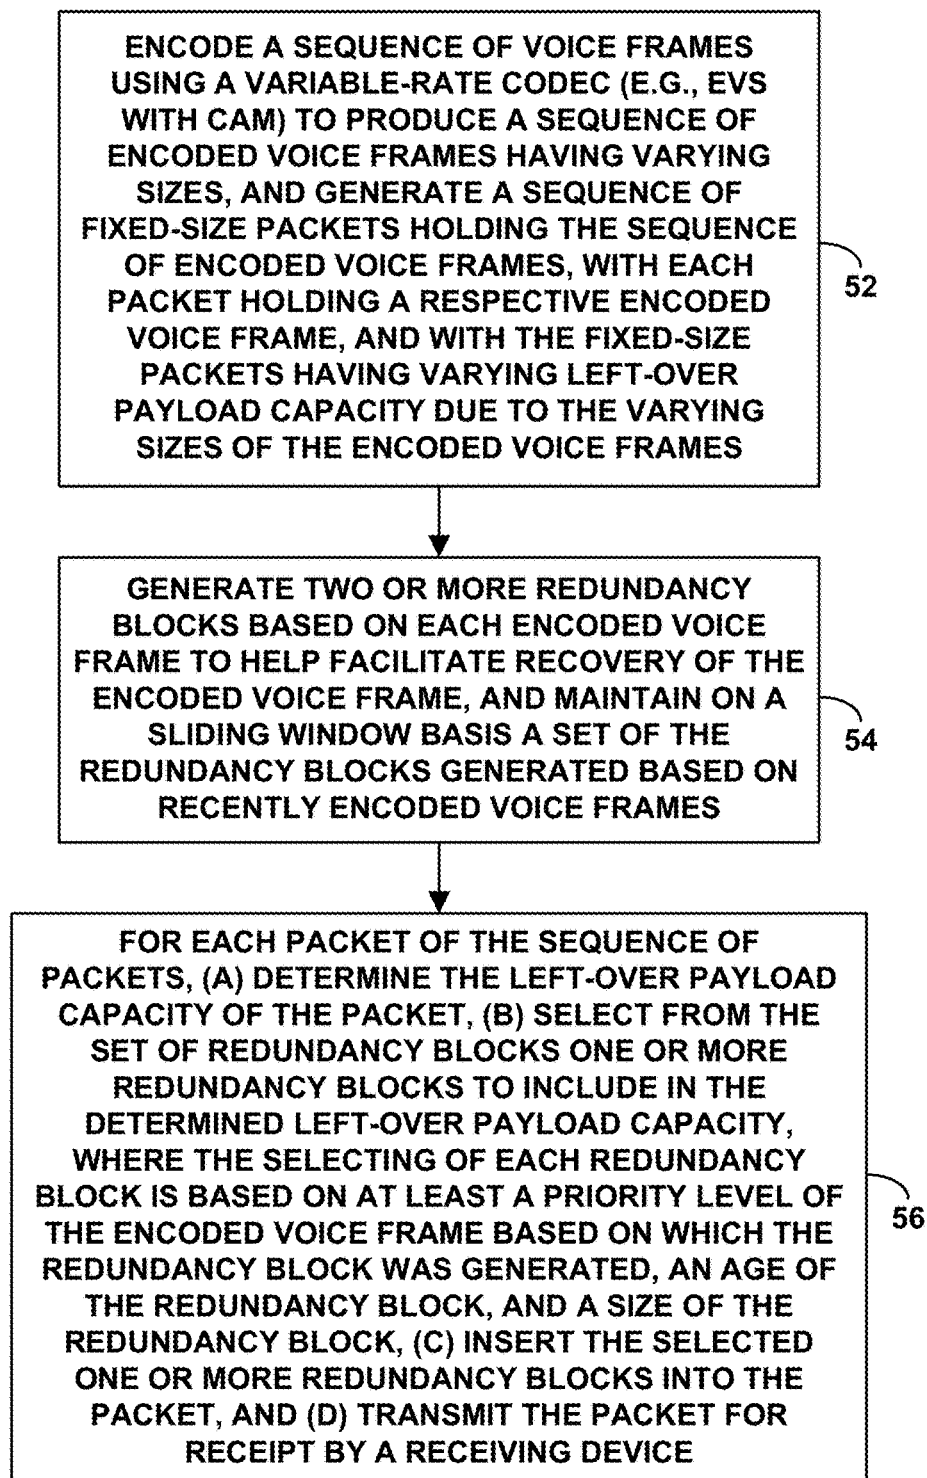 ENCODE A SEQUENCE OF VOICE FRAMES
USING A VARIABLE-RATE CODEC (E.G., EVS
WITH CAM) TO PRODUCE A SEQUENCE OF
ENCODED VOICE FRAMES HAVING VARYING
SIZES, AND GENERATE A SEQUENCE OF
FIXED-SIZE PACKETS HOLDING THE SEQUENCE
OF ENCODED VOICE FRAMES, WITH EACH
PACKET HOLDING A RESPECTIVE ENCODED
VOICE FRAME, AND WITH THE FIXED-SIZE
PACKETS HAVING VARYING LEFT-OVER
PAYLOAD CAPACITY DUE TO THE VARYING
SIZES OF THE ENCODED VOICE FRAMES
52
GENERATE TWO OR MORE REDUNDANCY
BLOCKS BASED ON EACH ENCODED VOICE
FRAME TO HELP FACILITATE RECOVERY OF THE
ENCODED VOICE FRAME, AND MAINTAIN ON A
SLIDING WINDOW BASIS A SET OF THE
REDUNDANCY BLOCKS GENERATED BASED ON
RECENTLY ENCODED VOICE FRAMES
54
FOR EACH PACKET OF THE SEQUENCE OF
PACKETS, (A) DETERMINE THE LEFT-OVER PAYLOAD
CAPACITY OF THE PACKET, (B) SELECT FROM THE
SET OF REDUNDANCY BLOCKS ONE OR MORE
REDUNDANCY BLOCKS TO INCLUDE IN THE
DETERMINED LEFT-OVER PAYLOAD CAPACITY,
WHERE THE SELECTING OF EACH REDUNDANCY
BLOCK IS BASED ON AT LEAST A PRIORITY LEVEL OF
THE ENCODED VOICE FRAME BASED ON WHICH THE
REDUNDANCY BLOCK WAS GENERATED, AN AGE OF
THE REDUNDANCY BLOCK, AND A SIZE OF THE
REDUNDANCY BLOCK, (C) INSERT THE SELECTED
ONE OR MORE REDUNDANCY BLOCKS INTO THE
PACKET, AND (D) TRANSMIT THE PACKET FOR
RECEIPT BY A RECEIVING DEVICE
56